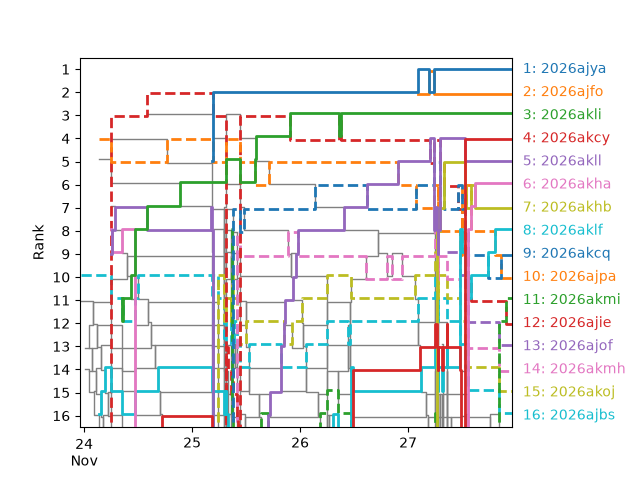 1
2
3
4
5
6
7
8
9
10
11
12
13
14
15
16
Rank
24
25
26
27
Nov
1: 2026ajya
2: 2026ajfo
3: 2026akli
4: 2026akcy
5: 2026akll
6: 2026akha
7: 2026akhb
8: 2026aklf
9: 2026akcq
10: 2026ajpa
11: 2026akmi
12: 2026ajie
13: 2026ajof
14: 2026akmh
15: 2026akoj
16: 2026ajbs